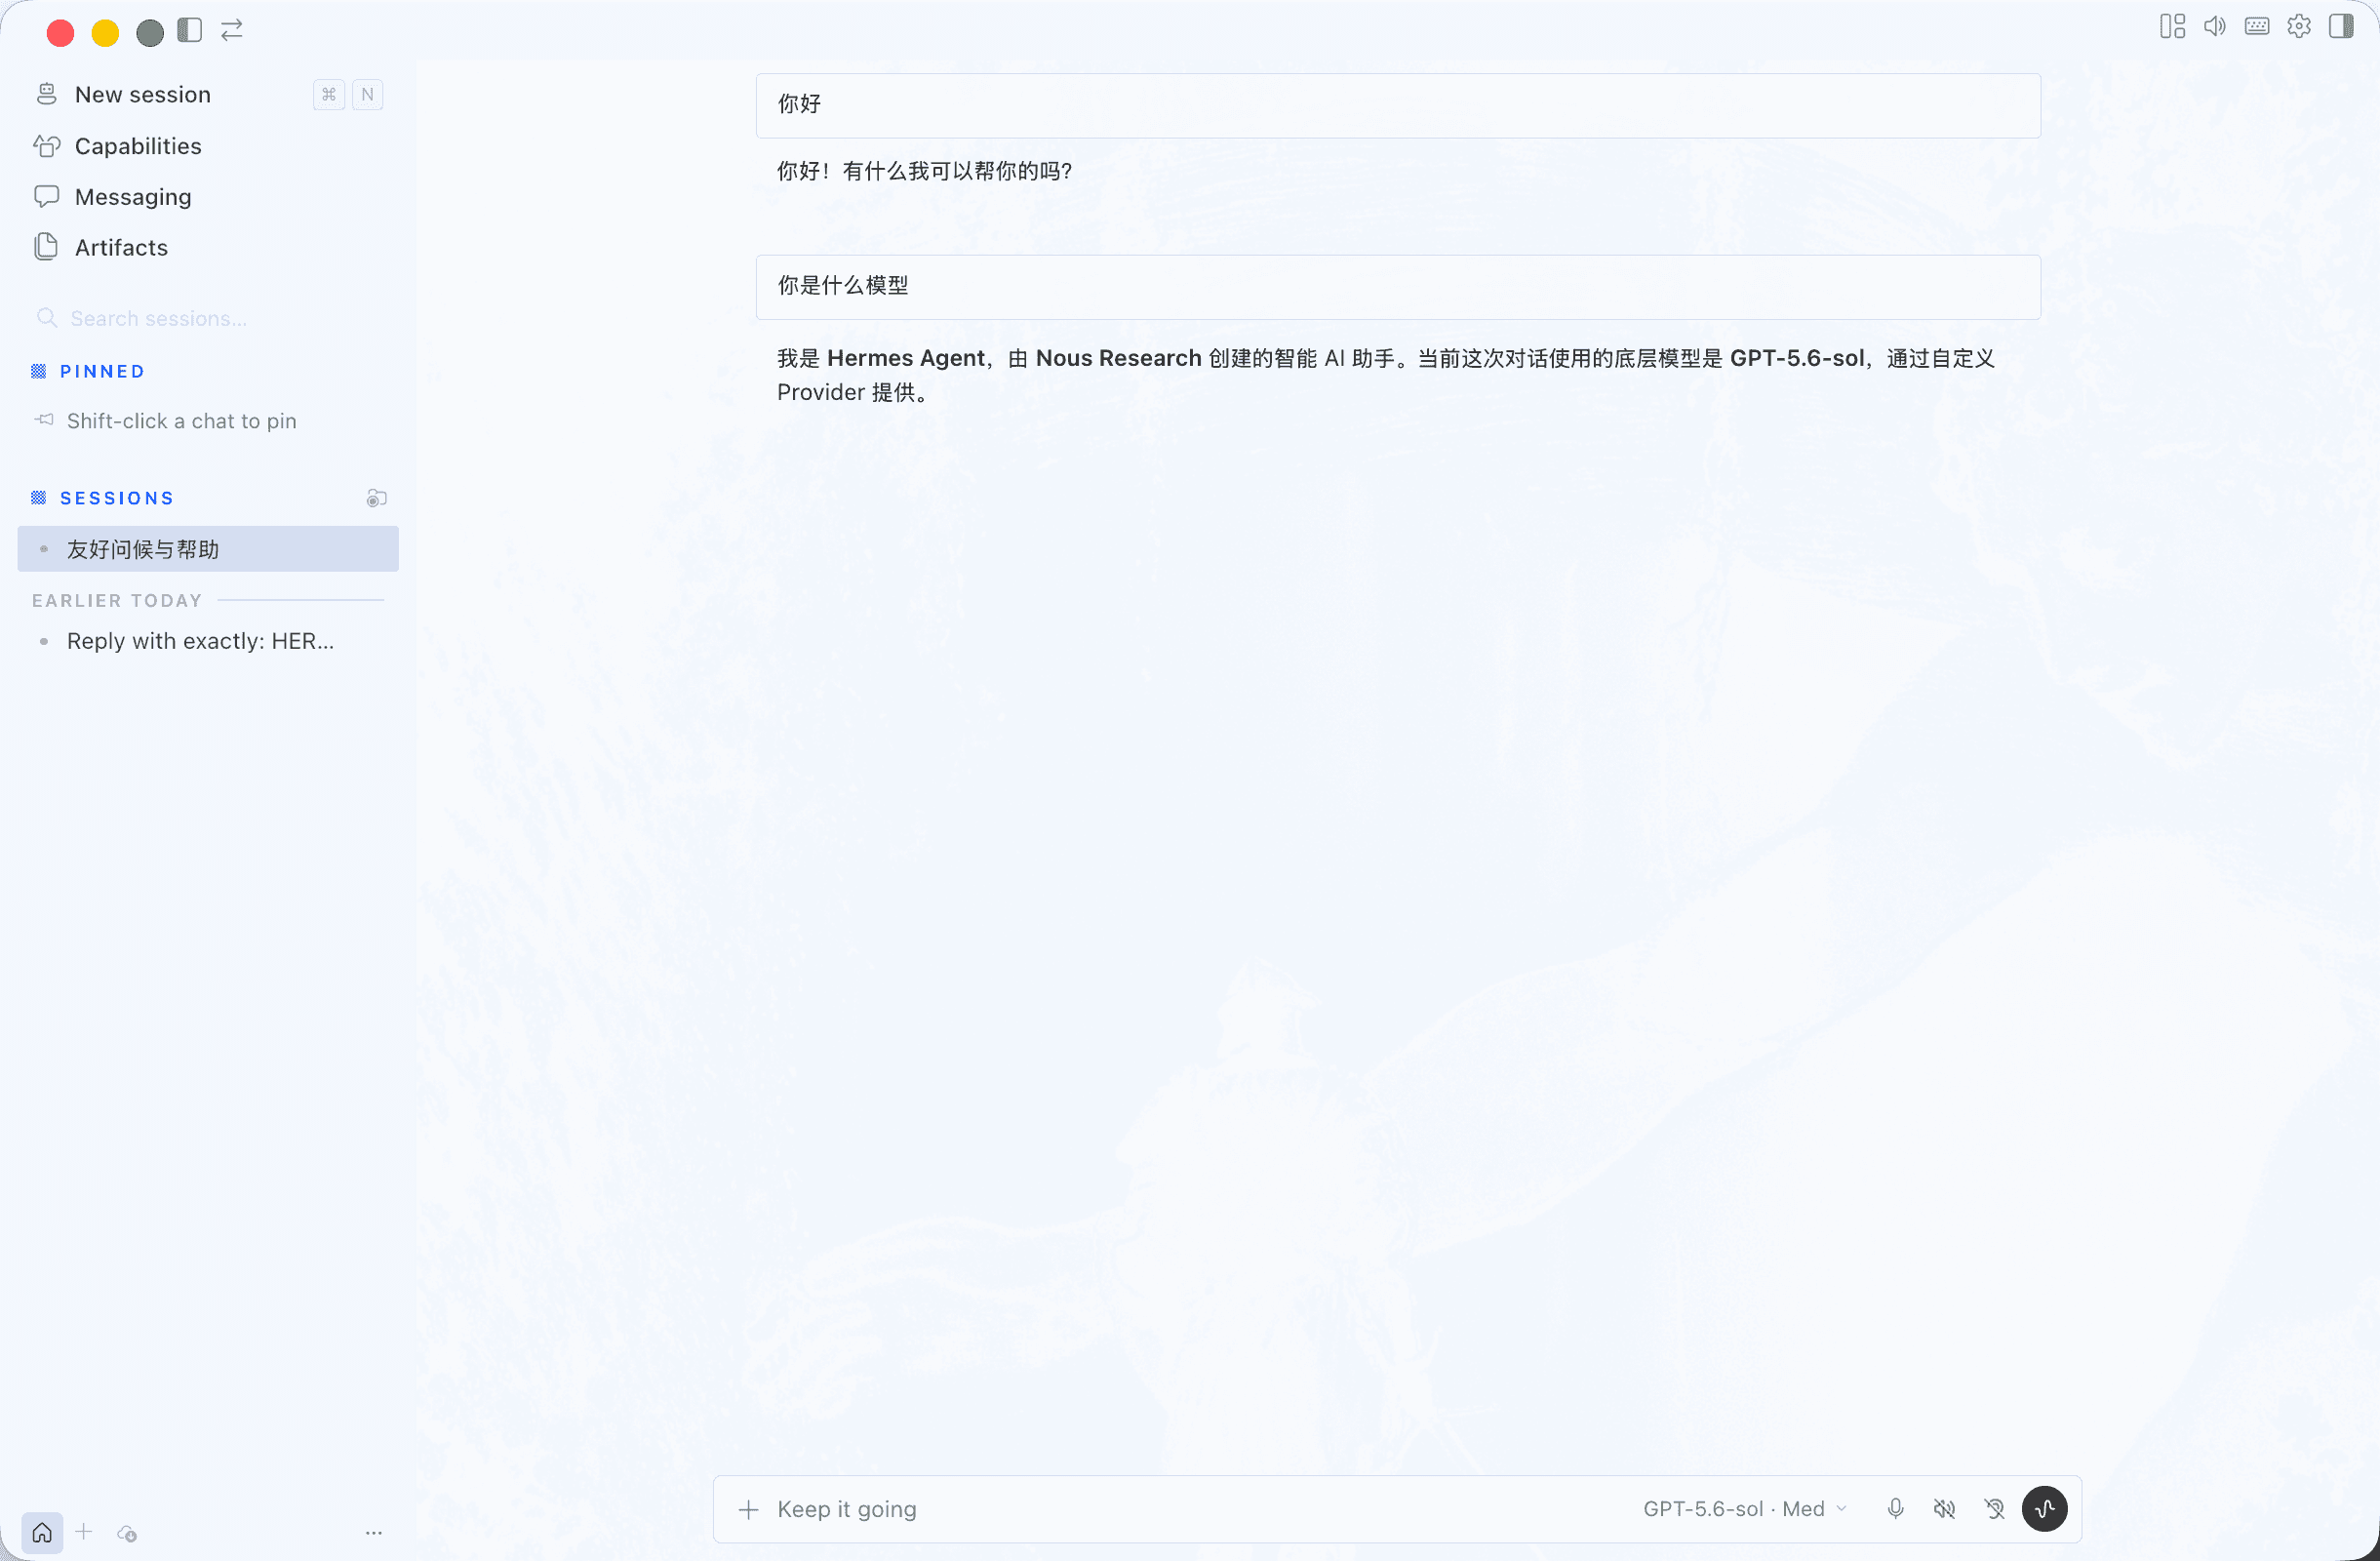 New session ⌘ N
Capabilities
Messaging
Artifacts
Search sessions...
PINNED
Shift-click a chat to pin
SESSIONS
友好问候与帮助
EARLIER TODAY
Reply with exactly: HER...
你好
你好！有什么我可以帮你的吗?
你是什么模型
我是 Hermes Agent，由 Nous Research 创建的智能 AI 助手。当前这次对话使用的底层模型是 GPT-5.6-sol，通过自定义
Provider 提供。
Keep it going
GPT-5.6-sol · Med